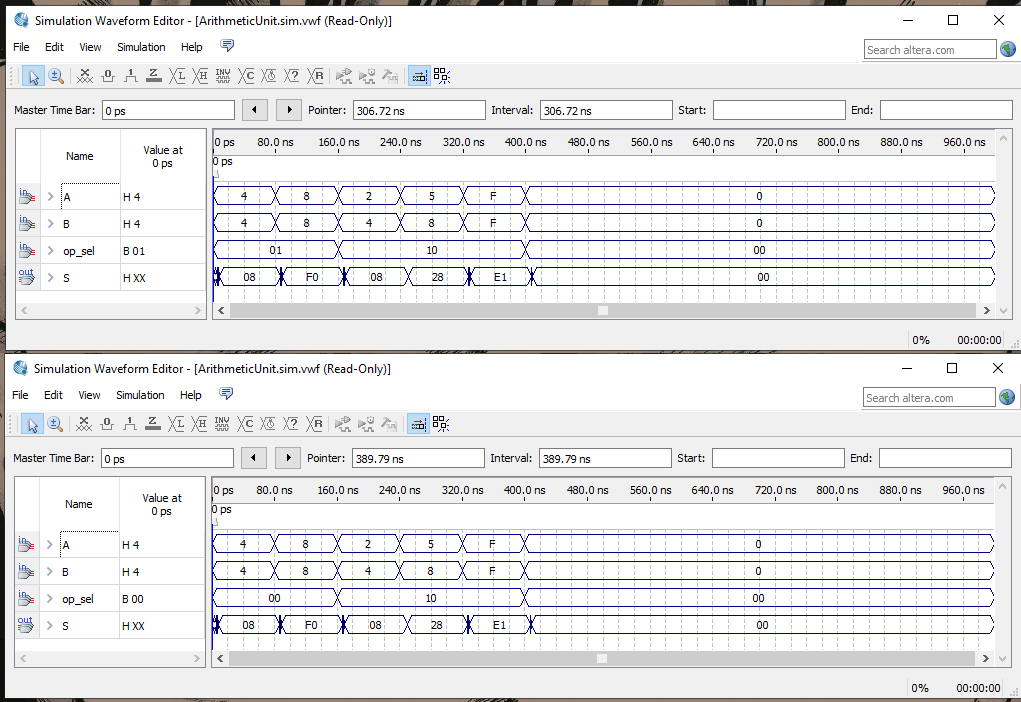 Simulation Waveform Editor - [ArithmeticUnit.sim.vwf (Read-Only)]
File Edit View Simulation Help Search altera.com
Master Time Bar: 0 ps Pointer: 306.72 ns Interval: 306.72 ns Start: End:
Name Value at 0 ps 0 ps 80.0 ns 160.0 ns 240.0 ns 320.0 ns 400.0 ns 480.0 ns 560.0 ns 640.0 ns 720.0 ns 800.0 ns 880.0 ns 960.0 ns
0 ps
A H 4 4 8 2 5 F 0
B H 4 4 8 4 8 F 0
op_sel B 01 01 10 00
S H XX 08 F0 08 28 E1 00
0% 00:00:00
Simulation Waveform Editor - [ArithmeticUnit.sim.vwf (Read-Only)]
File Edit View Simulation Help Search altera.com
Master Time Bar: 0 ps Pointer: 389.79 ns Interval: 389.79 ns Start: End:
Name Value at 0 ps 0 ps 80.0 ns 160.0 ns 240.0 ns 320.0 ns 400.0 ns 480.0 ns 560.0 ns 640.0 ns 720.0 ns 800.0 ns 880.0 ns 960.0 ns
0 ps
A H 4 4 8 2 5 F 0
B H 4 4 8 4 8 F 0
op_sel B 00 00 10 00
S H XX 08 F0 08 28 E1 00
0% 00:00:00